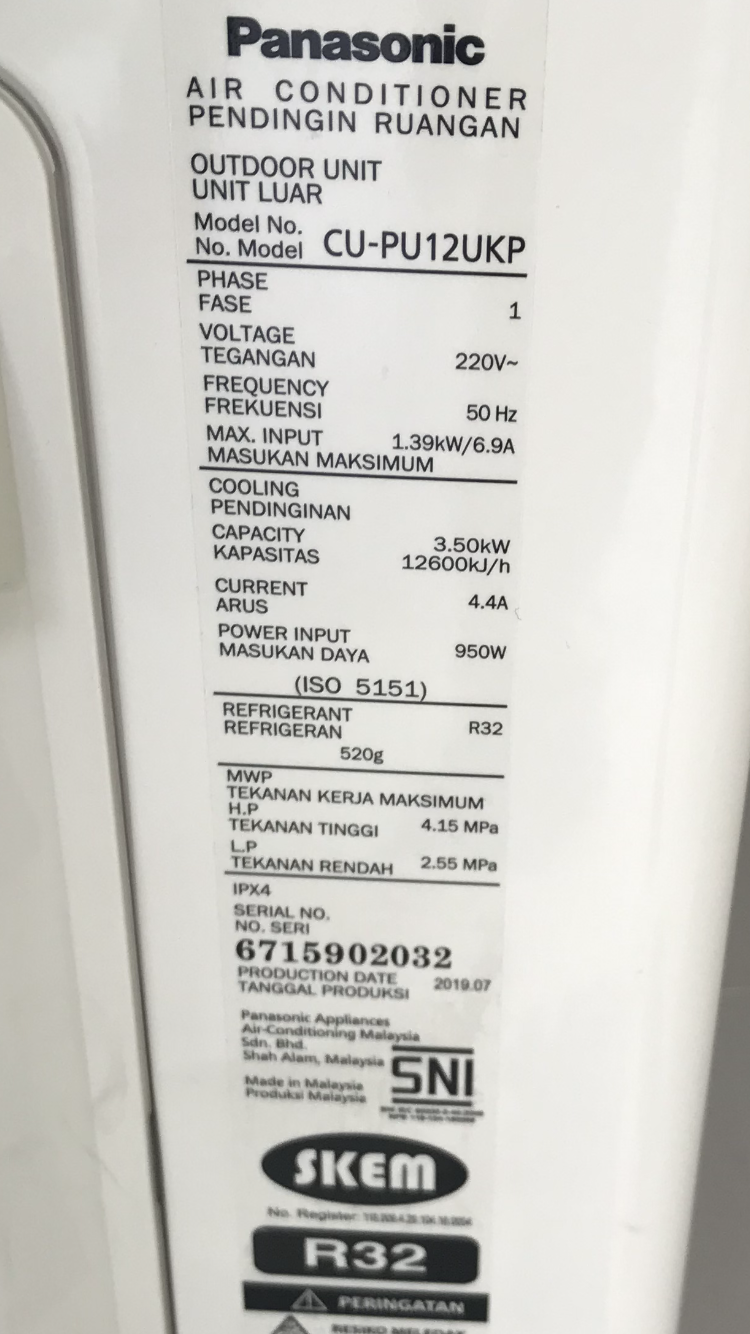 Panasonic
AIR CONDITIONER
PENDINGIN RUANGAN
OUTDOOR UNIT
UNIT LUAR
Model No.
No. Model CU-PU12UKP
PHASE
FASE 1
VOLTAGE
TEGANGAN 220V~
FREQUENCY
FREKUENSI 50 Hz
MAX. INPUT 1.39kW/6.9A
MASUKAN MAKSIMUM
COOLING
PENDINGINAN
CAPACITY 3.50kW
KAPASITAS 12600kJ/h
CURRENT
ARUS 4.4A
POWER INPUT
MASUKAN DAYA 950W
(ISO 5151)
REFRIGERANT
REFRIGERAN R32
520g
MWP
TEKANAN KERJA MAKSIMUM
H.P
TEKANAN TINGGI 4.15 MPa
L.P
TEKANAN RENDAH 2.55 MPa
IPX4
SERIAL NO.
NO. SERI
6715902032
PRODUCTION DATE
TANGGAL PRODUKSI 2019.07
Panasonic Appliances
Air-Conditioning Malaysia
Sdn. Bhd.
Shah Alam, Malaysia
SNI
Made in Malaysia
Produksi Malaysia
SKEM
No. Register:
R32
PERINGATAN